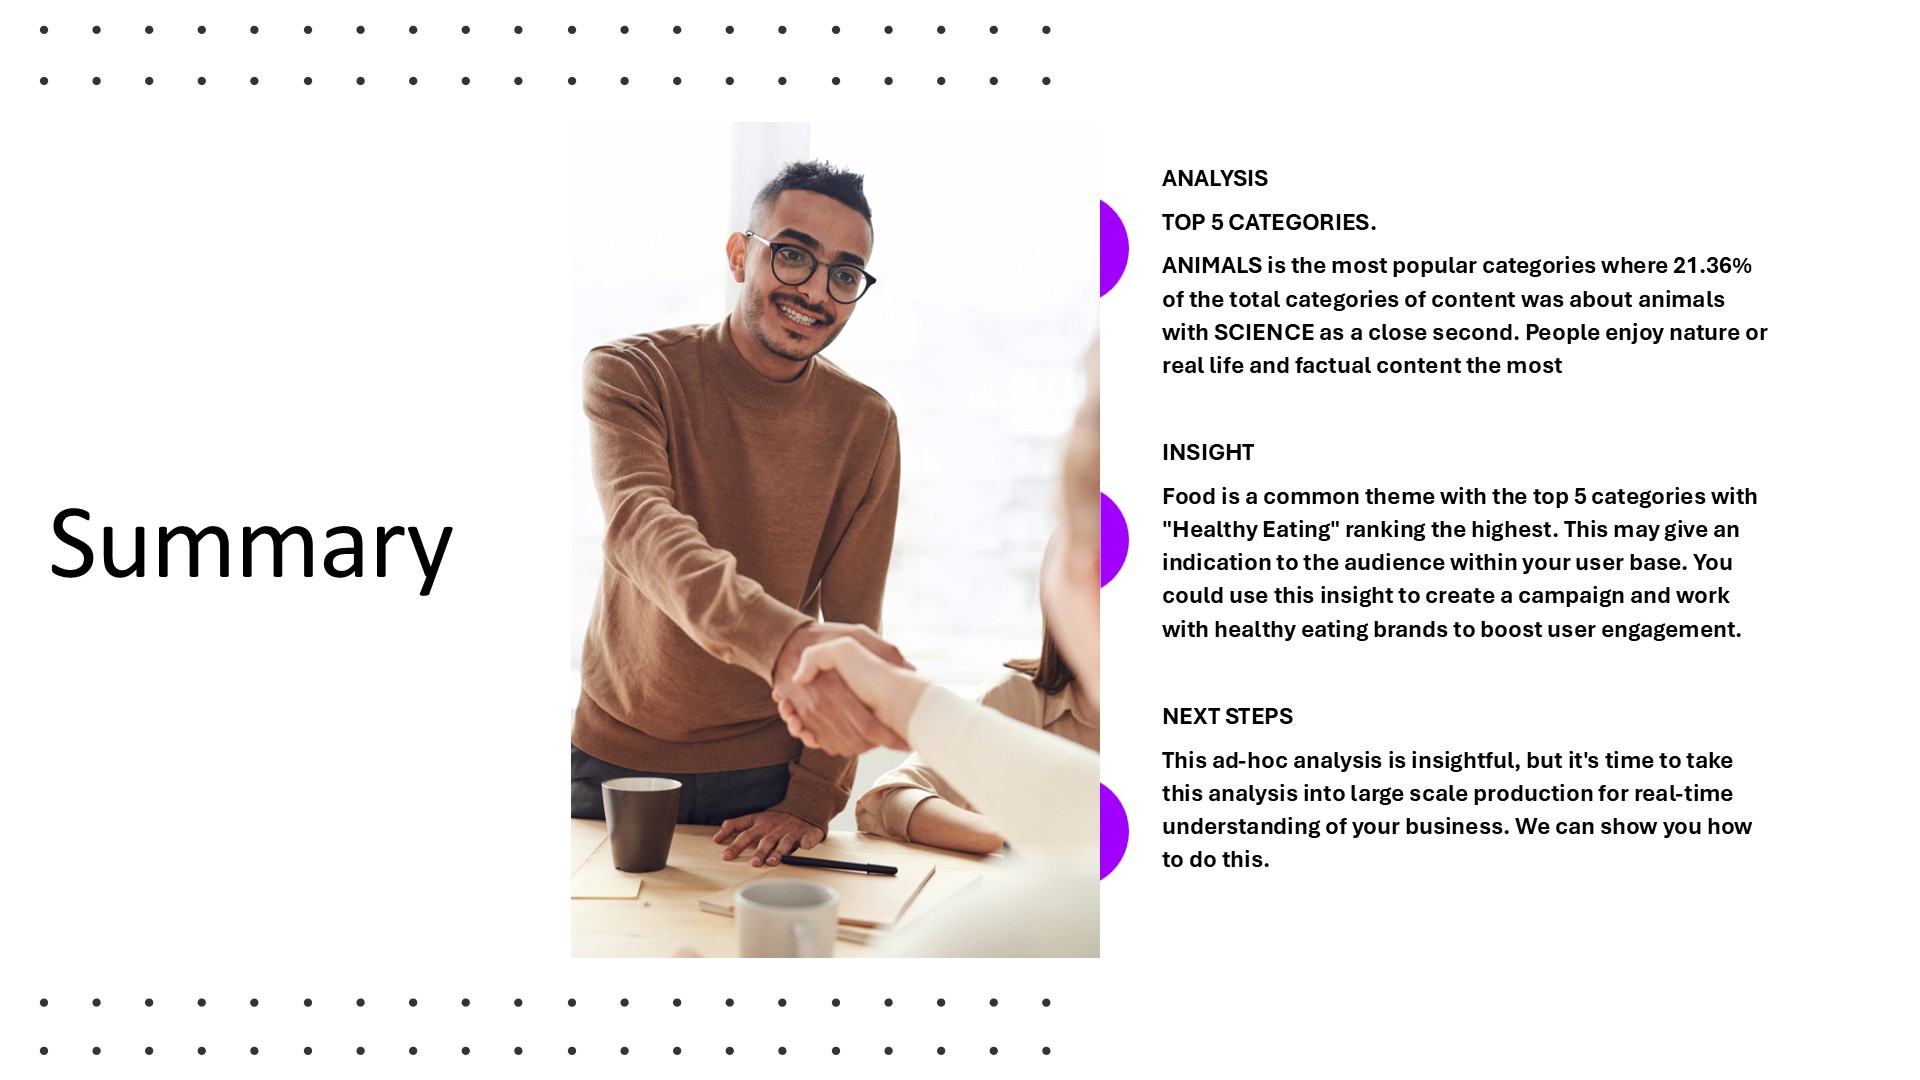 Summary
ANALYSIS
TOP 5 CATEGORIES.
ANIMALS is the most popular categories where 21.36%
of the total categories of content was about animals
with SCIENCE as a close second. People enjoy nature or
real life and factual content the most
INSIGHT
Food is a common theme with the top 5 categories with
"Healthy Eating" ranking the highest. This may give an
indication to the audience within your user base. You
could use this insight to create a campaign and work
with healthy eating brands to boost user engagement.
NEXT STEPS
This ad-hoc analysis is insightful, but it's time to take
this analysis into large scale production for real-time
understanding of your business. We can show you how
to do this.